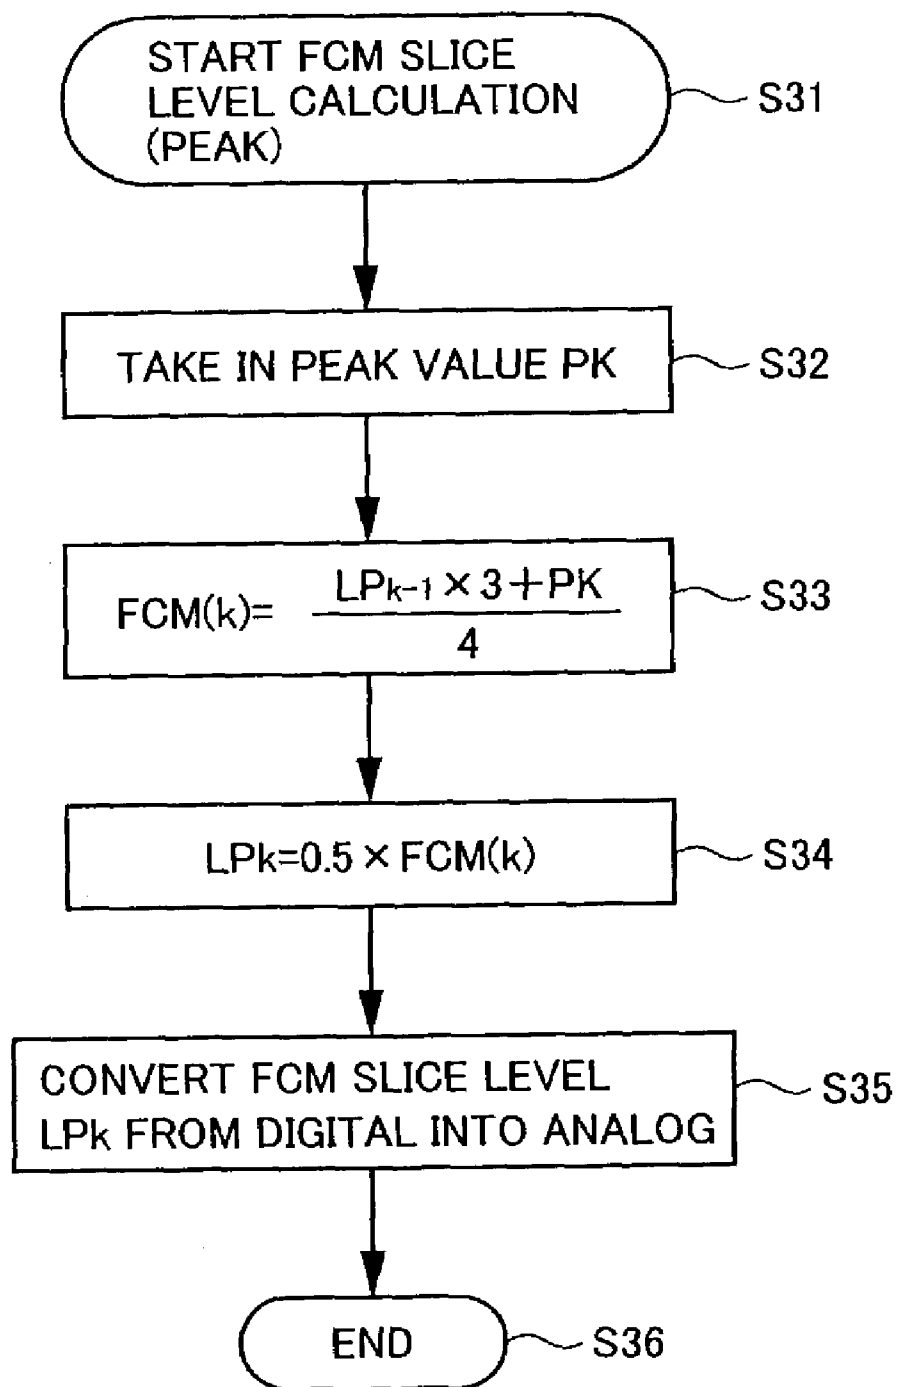 START FCM SLICE
LEVEL CALCULATION
(PEAK)
S31
TAKE IN PEAK VALUE PK
S32
FCM(k)= LPk-1 × 3+PK
4
S33
LPk=0.5 × FCM(k)
S34
CONVERT FCM SLICE LEVEL
LPk FROM DIGITAL INTO ANALOG
S35
END
S36